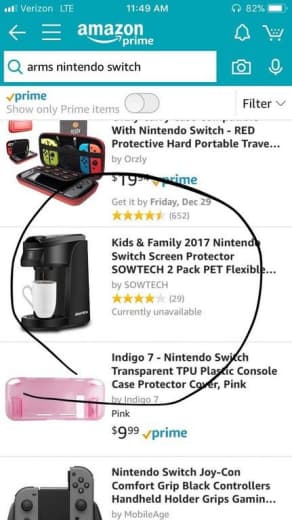 Verizon LTE 11:49 AM 82%
amazon
prime
arms nintendo switch
prime
Show only Prime items
Filter
With Nintendo Switch - RED
Protective Hard Portable Trave...
by Orzly
prime
Get it by Friday, Dec 29
(652)
Kids & Family 2017 Nintendo
Switch Screen Protector
SOWTECH 2 Pack PET Flexible...
by SOWTECH
(29)
Currently unavailable
Indigo 7 - Nintendo Switch
Transparent TPU Plastic Console
Case Protector Cover, Pink
by Indigo 7
Pink
$9.99 prime
Nintendo Switch Joy-Con
Comfort Grip Black Controllers
Handheld Holder Grips Gamin...
by MobileAge